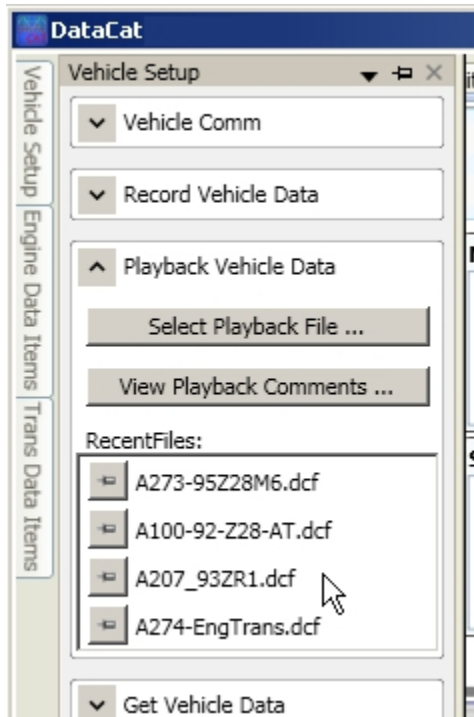 DataCat
Vehicle Setup
Vehicle Setup
Engine Data Items
Trans Data Items
Vehicle Comm
Record Vehicle Data
Playback Vehicle Data
Select Playback File ...
View Playback Comments ...
RecentFiles:
A273-95Z28M6.dcf
A100-92-Z28-AT.dcf
A207_93ZR1.dcf
A274-EngTrans.dcf
Get Vehicle Data